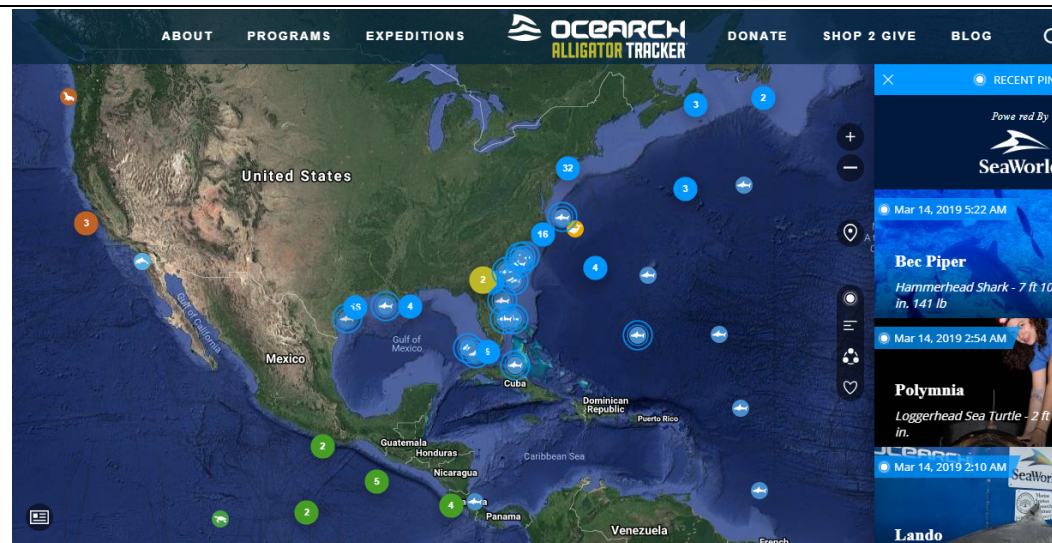 ABOUT
PROGRAMS
EXPEDITIONS
OCEARCH
ALLIGATOR TRACKER
DONATE
SHOP 2 GIVE
BLOG
3
2
RECENT PIN
Powe red By
SeaWorl
United States
32
3
3
16
4
2
Mar 14, 2019 5:22 AM
Bec Piper
Hammerhead Shark - 7 ft 10
in. 141 lb
Gulf of California
4
Gulf of
Mexico
Mexico
Mar 14, 2019 2:54 AM
Polymnia
Loggerhead Sea Turtle - 2 ft
in.
Cuba
Dominican
Republic
Puerto Rico
2
Guatemala
Honduras
Caribbean Sea
Nicaragua
5
4
2
Panama
Venezuela
French
OCEARCH
Mar 14, 2019 2:10 AM
SeaWor
Lando